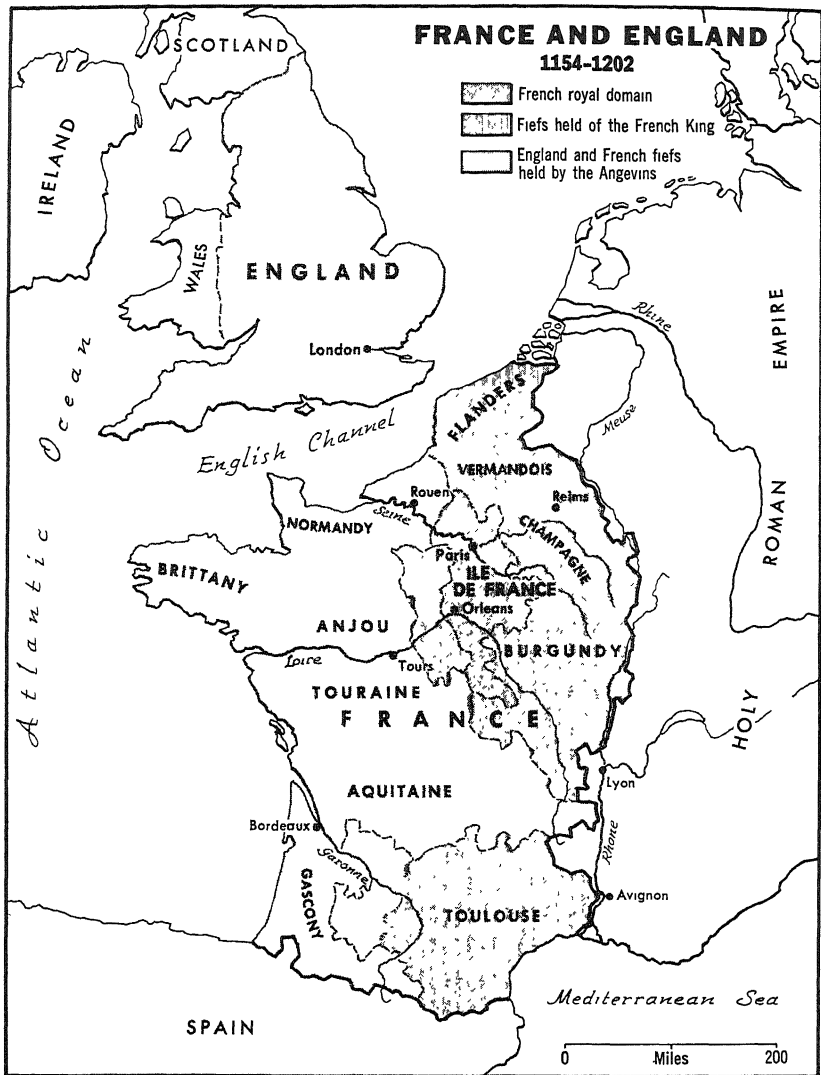 FRANCE AND ENGLAND
1154-1202
French royal domain
Fiefs held of the French King
England and French fiefs
held by the Angevins
SCOTLAND
IRELAND
WALES
ENGLAND
London
EMPIRE
Rhine
Atlantic Ocean
English Channel
FLANDERS
Meuse
VERMANDOIS
Rouen
Reims
Seine
NORMANDY
CHAMPAGNE
ROMAN
Paris
ILE
DE FRANCE
BRITTANY
Orleans
ANJOU
BURGUNDY
Loire
Tours
TOURAINE
FRANCE
HOLY
Lyon
AQUITAINE
Bordeaux
Garonne
Rhone
GASCONY
TOULOUSE
Avignon
Mediterranean Sea
SPAIN
0 Miles 200